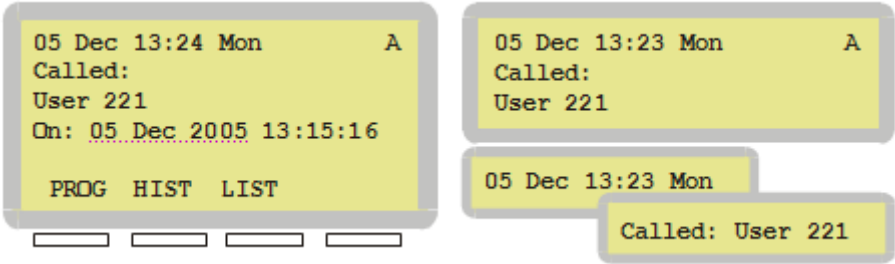 05 Dec 13:24 Mon A
Called:
User 221
On: 05 Dec 2005 13:15:16
PROG HIST LIST
05 Dec 13:23 Mon A
Called:
User 221
05 Dec 13:23 Mon
Called: User 221